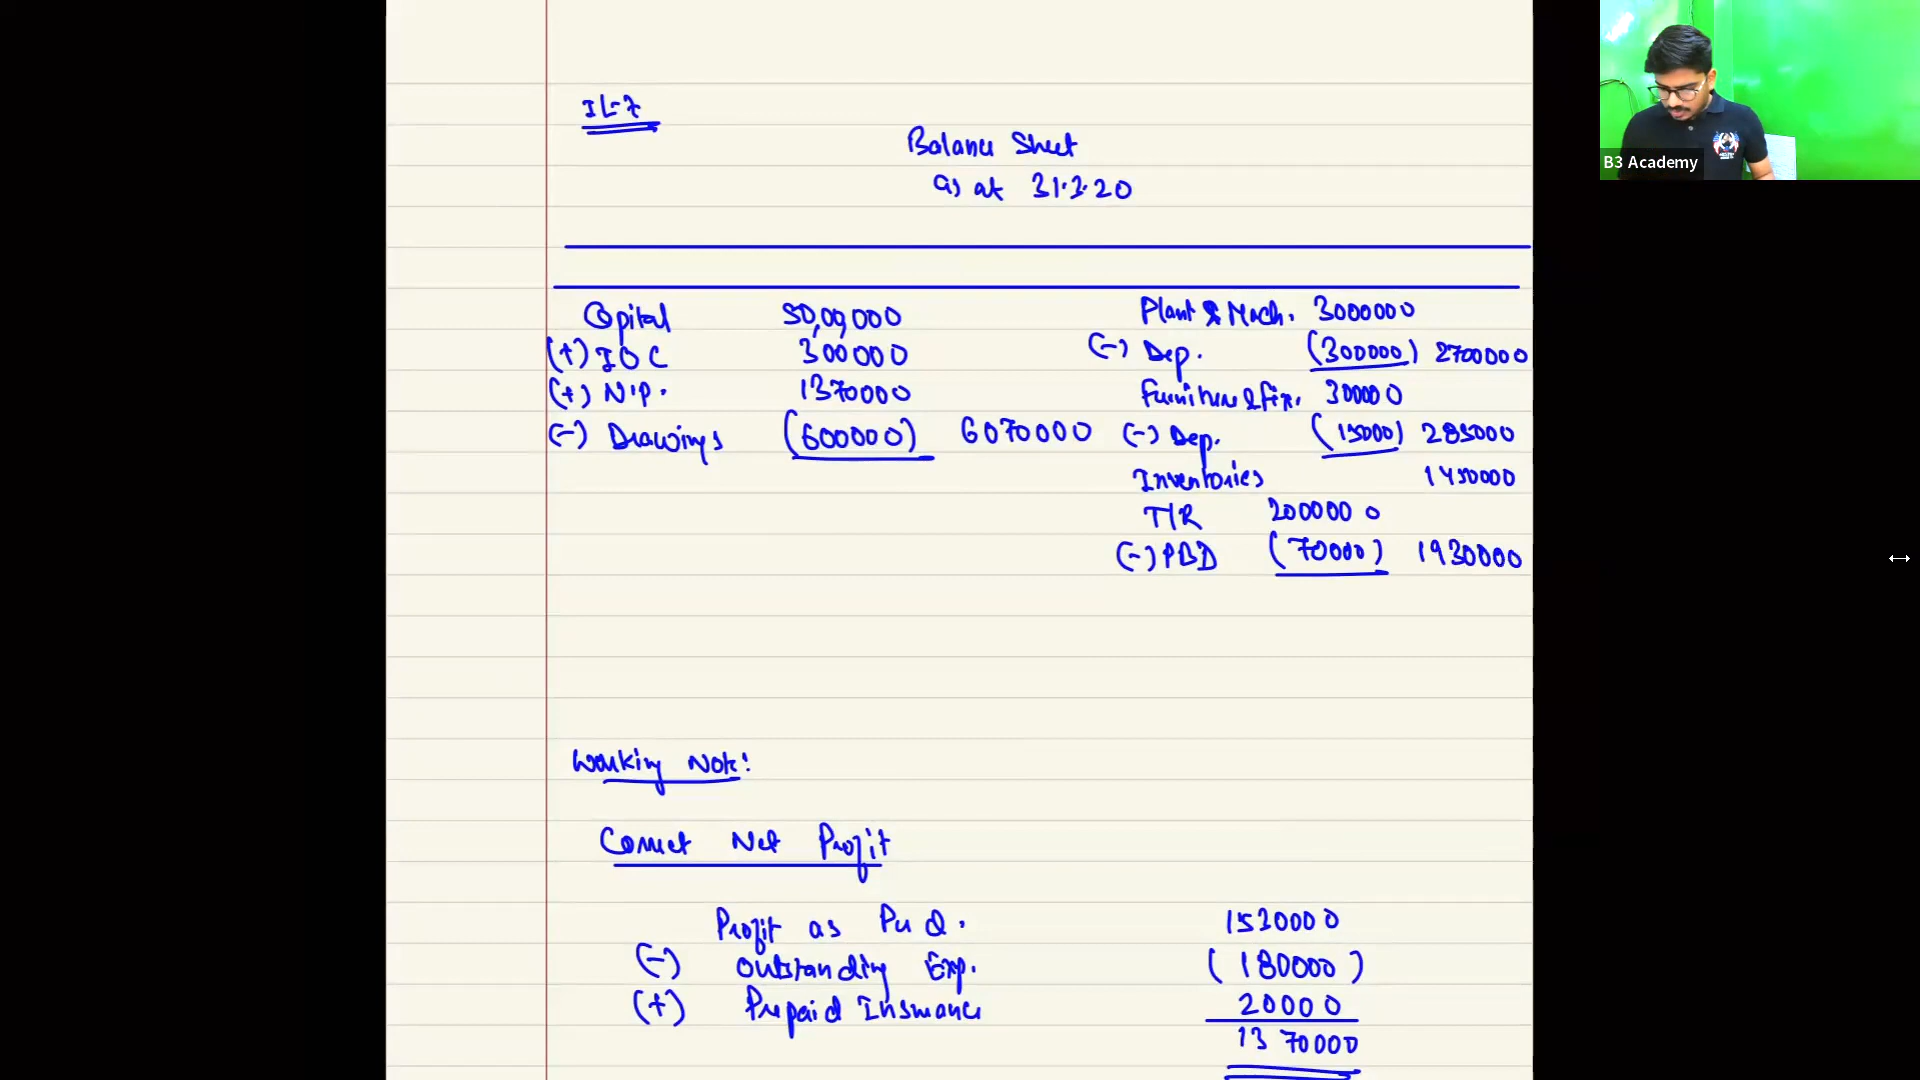 IL-7
Balance Sheet
as at 31.3.20
Capital 50,00,000
(+) IOC 300000
(+) N.P. 1370000
(-) Drawings (600000) 6070000
Plant & Mach. 3000000
(-) Dep. (300000) 2700000
Furniture & fix. 300000
(-) Dep. (15000) 285000
Inventories 1450000
T/R 2000000
(-) PBD (70000) 1930000
Working Note:
Correct Net Profit
Profit as Per Q. 1530000
(-) Outstanding Exp. (180000)
(+) Prepaid Insurance 20000
1370000
B3 Academy